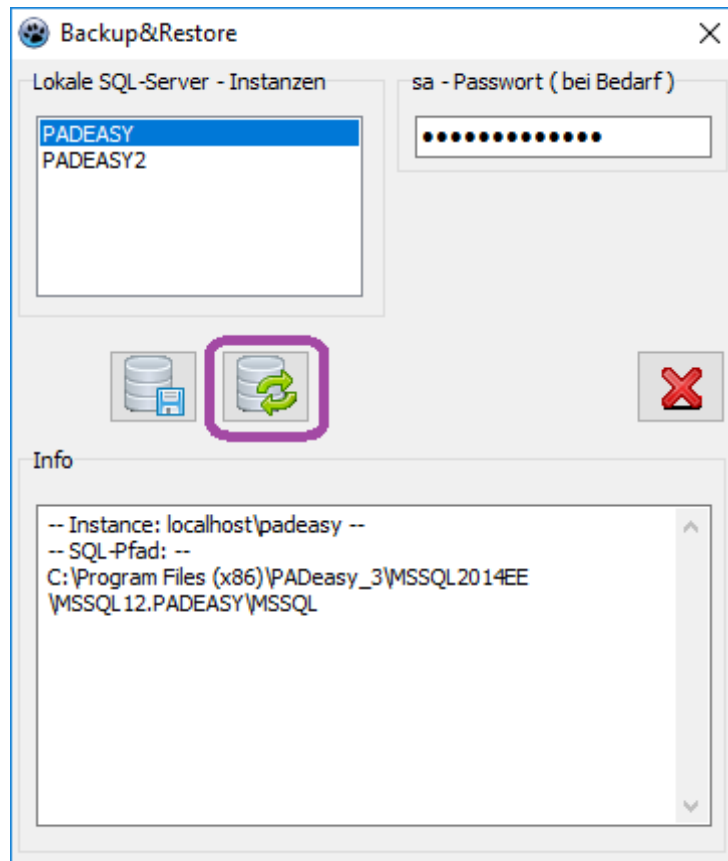 Backup&Restore
Lokale SQL-Server - Instanzen
sa - Passwort ( bei Bedarf )
PADEASY
PADEASY2
●●●●●●●●●●●●●
Info
-- Instance: localhost\padeasy --
-- SQL-Pfad: --
C:\Program Files (x86)\PADeasy_3\MSSQL2014EE
\MSSQL12.PADEASY\MSSQL